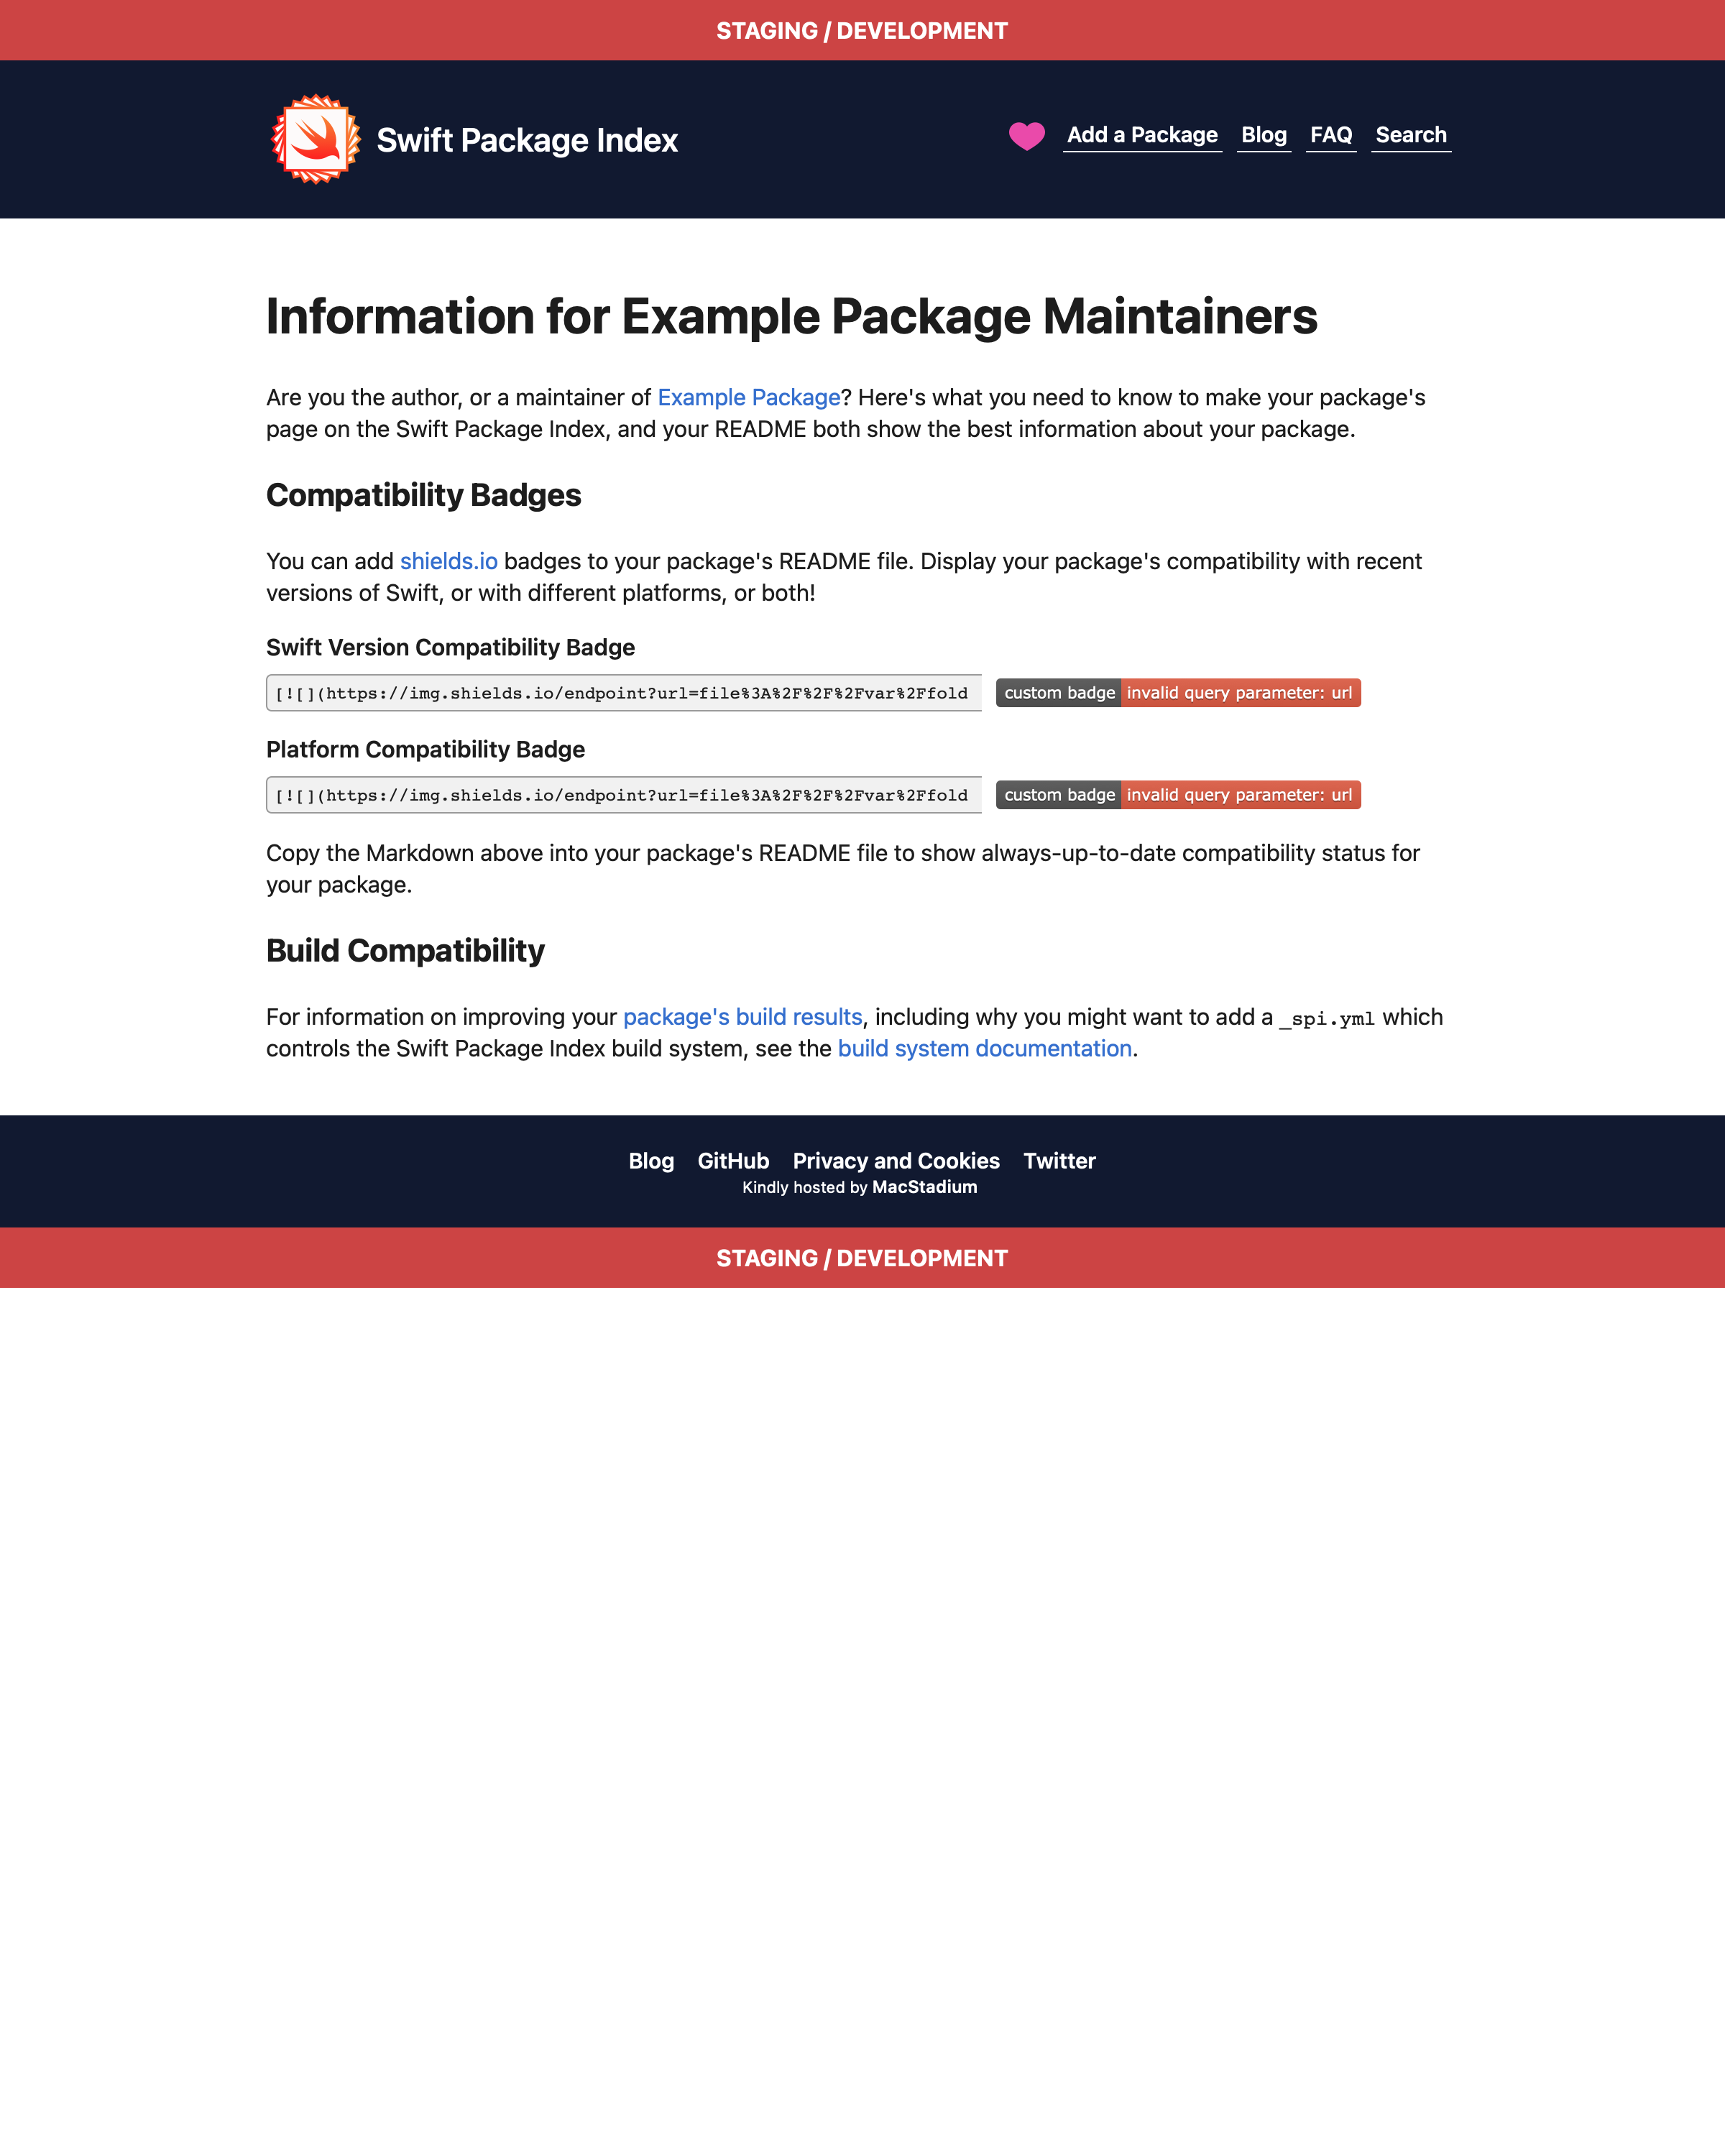 STAGING / DEVELOPMENT
Swift Package Index
Add a Package Blog FAQ Search
Information for Example Package Maintainers
Are you the author, or a maintainer of Example Package? Here's what you need to know to make your package's
page on the Swift Package Index, and your README both show the best information about your package.
Compatibility Badges
You can add shields.io badges to your package's README file. Display your package's compatibility with recent
versions of Swift, or with different platforms, or both!
Swift Version Compatibility Badge
[![](https://img.shields.io/endpoint?url=file%3A%2F%2F%2Fvar%2Ffold custom badge invalid query parameter: url
Platform Compatibility Badge
[![](https://img.shields.io/endpoint?url=file%3A%2F%2F%2Fvar%2Ffold custom badge invalid query parameter: url
Copy the Markdown above into your package's README file to show always-up-to-date compatibility status for
your package.
Build Compatibility
For information on improving your package's build results, including why you might want to add a _spi.yml which
controls the Swift Package Index build system, see the build system documentation.
Blog GitHub Privacy and Cookies Twitter
Kindly hosted by MacStadium
STAGING / DEVELOPMENT